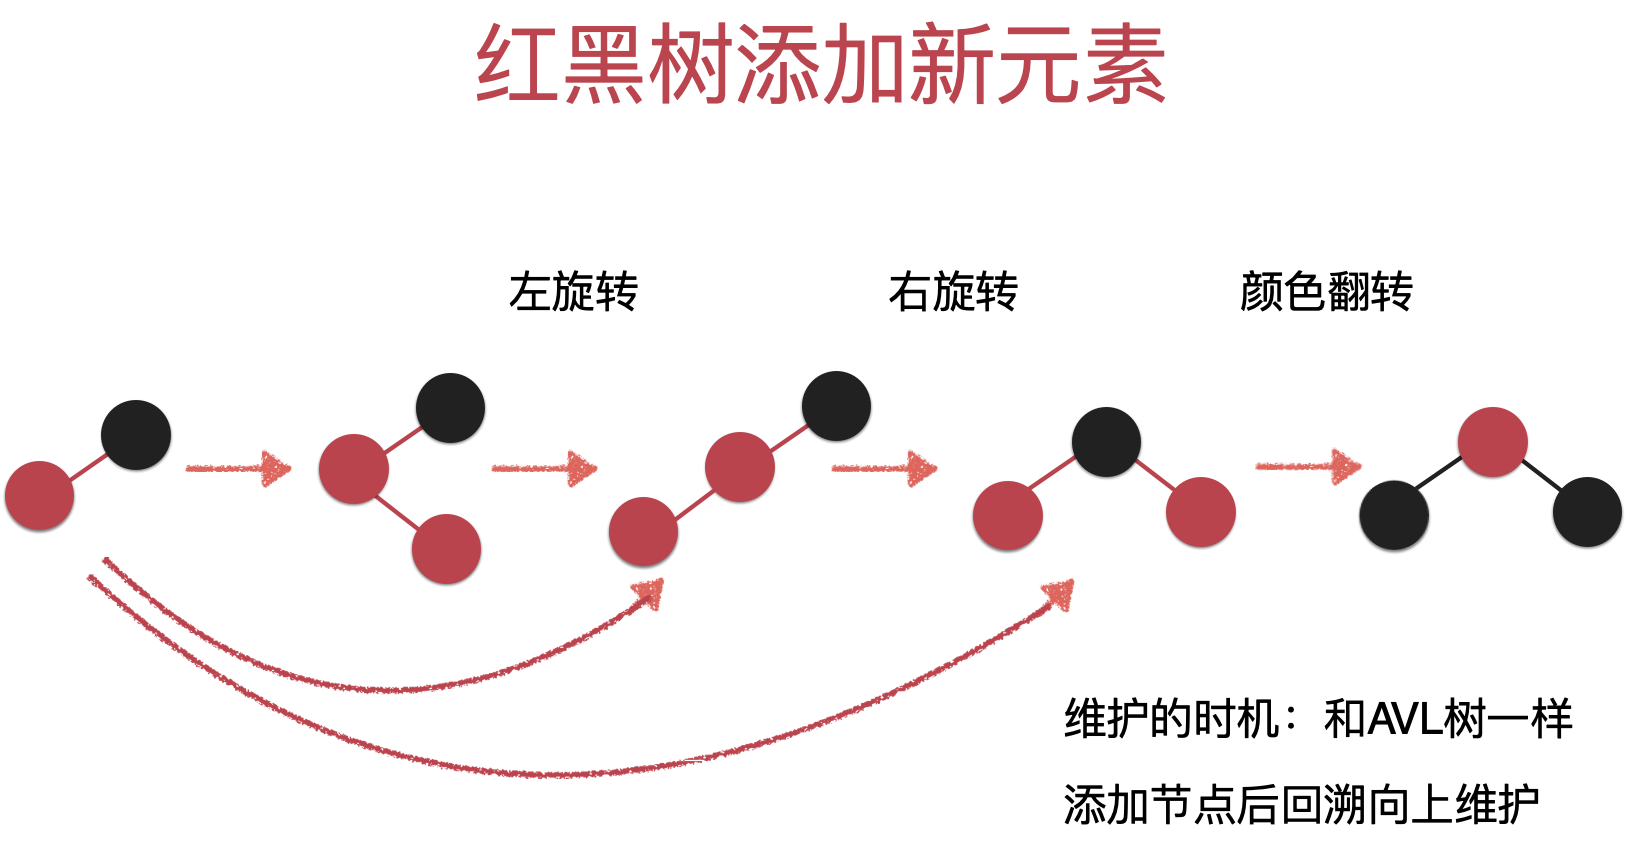 红黑树添加新元素
左旋转
右旋转
颜色翻转
维护的时机：和AVL树一样
添加节点后回溯向上维护